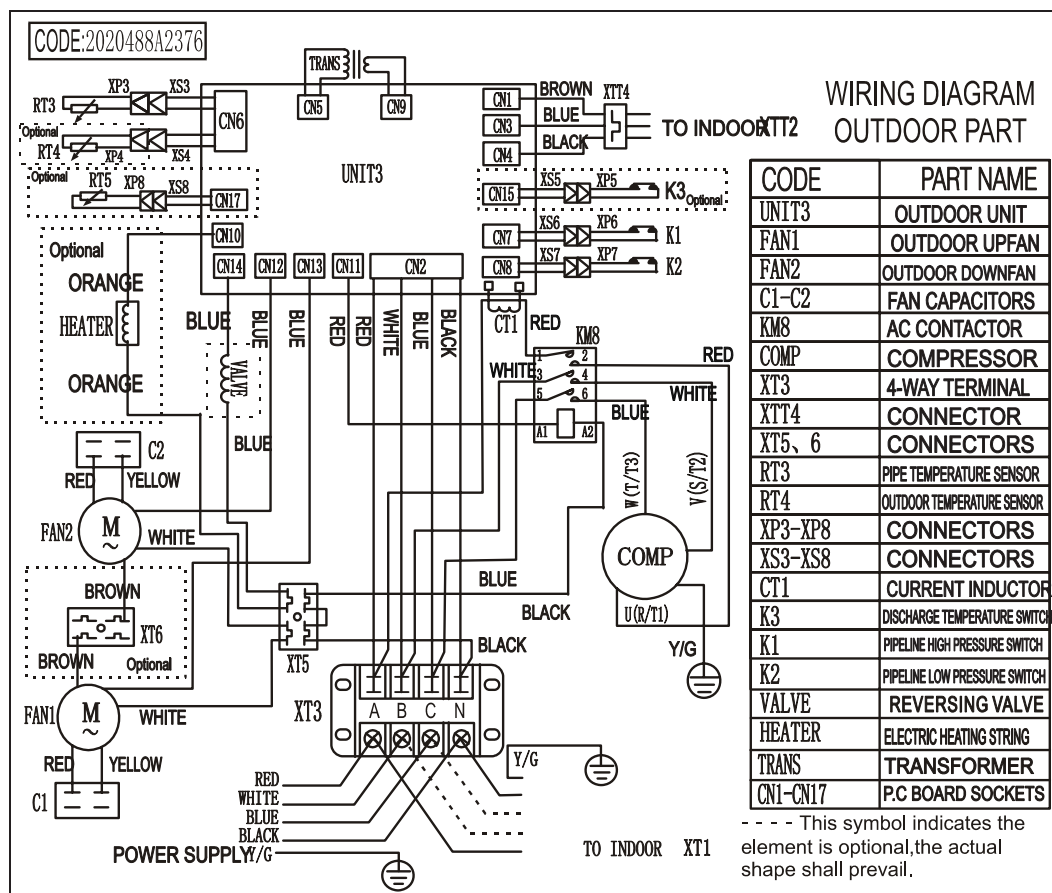 CODE:2020488A2376
WIRING DIAGRAM
OUTDOOR PART
TRANS
CN5
CN9
XP3
XS3
RT3
CN6
Optional
RT4
XP4
XS4
Optional
RT5
XP8
XS8
CN17
UNIT3
CN1
BROWN
XTT4
CN3
BLUE
TO INDOOR XTT2
CN4
BLACK
CN15
XS5
XP5
K3 Optional
CN7
XS6
XP6
K1
CN8
XS7
XP7
K2
CN10
CN14
CN12
CN13
CN11
CN2
Optional
ORANGE
HEATER
ORANGE
BLUE
BLUE
BLUE
RED
RED
WHITE
BLUE
BLACK
VALVE
BLUE
CT1
RED
KM8
1
2
RED
WHITE
3
4
WHITE
5
6
BLUE
A1
A2
C2
RED
YELLOW
FAN2
M
~
WHITE
W(T/T3)
V(S/T2)
COMP
U(R/T1)
Y/G
BROWN
XT6
BROWN
Optional
XT5
BLUE
BLACK
BLACK
FAN1
M
~
WHITE
RED
YELLOW
C1
XT3
A B C N
Y/G
RED
WHITE
BLUE
BLACK
POWER SUPPLY Y/G
TO INDOOR XT1
CODE PART NAME
UNIT3 OUTDOOR UNIT
FAN1 OUTDOOR UPFAN
FAN2 OUTDOOR DOWNFAN
C1-C2 FAN CAPACITORS
KM8 AC CONTACTOR
COMP COMPRESSOR
XT3 4-WAY TERMINAL
XTT4 CONNECTOR
XT5、6 CONNECTORS
RT3 PIPE TEMPERATURE SENSOR
RT4 OUTDOOR TEMPERATURE SENSOR
XP3-XP8 CONNECTORS
XS3-XS8 CONNECTORS
CT1 CURRENT INDUCTOR
K3 DISCHARGE TEMPERATURE SWITCH
K1 PIPELINE HIGH PRESSURE SWITCH
K2 PIPELINE LOW PRESSURE SWITCH
VALVE REVERSING VALVE
HEATER ELECTRIC HEATING STRING
TRANS TRANSFORMER
CN1-CN17 P.C BOARD SOCKETS
- - - - This symbol indicates the
element is optional,the actual
shape shall prevail.